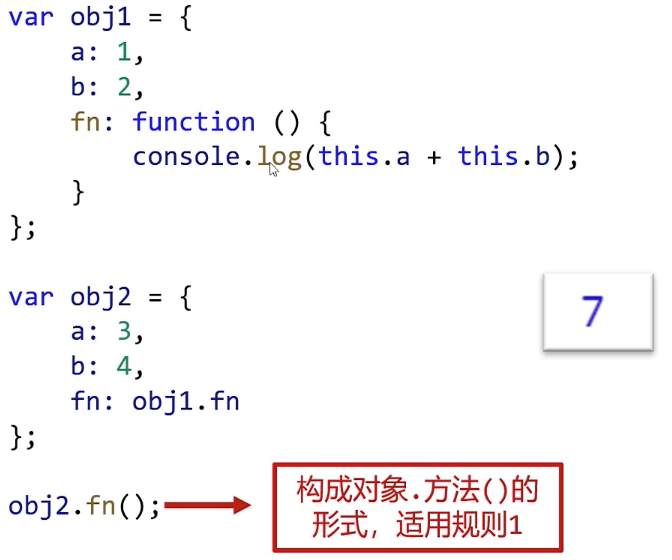 var obj1 = {
    a: 1,
    b: 2,
    fn: function () {
        console.log(this.a + this.b);
    }
};
var obj2 = {
    a: 3,
    b: 4,
    fn: obj1.fn
};
7
obj2.fn();
构成对象.方法()的
形式，适用规则1